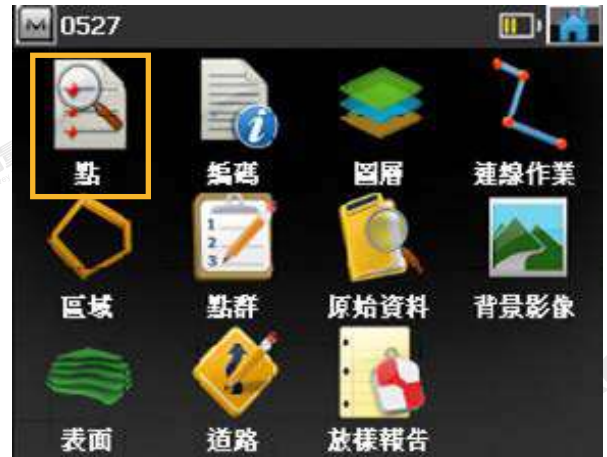 0527
點 編碼 圖層 連線作業
區域 點群 原始資料 背景影像
表面 道路 放樣報告